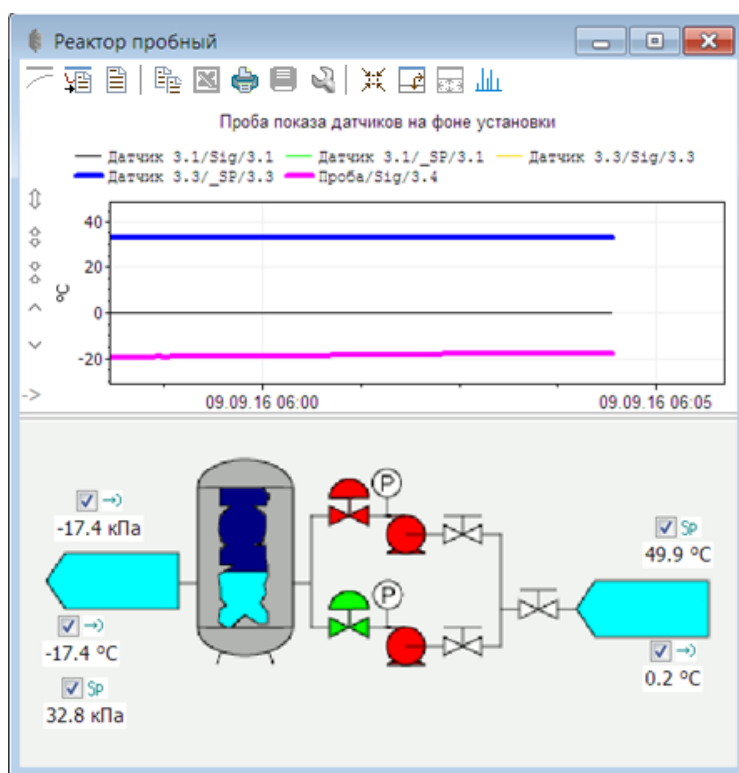 Реактор пробный
Проба показа датчиков на фоне установки
Датчик 3.1/Sig/3.1 Датчик 3.1/_SP/3.1 Датчик 3.3/Sig/3.3
Датчик 3.3/_SP/3.3 Проба/Sig/3.4
40
20
0
-20
°C
09.09.16 06:00 09.09.16 06:05
-17.4 кПа
P
Sp
49.9 °C
P
-17.4 °C
0.2 °C
Sp
32.8 кПа